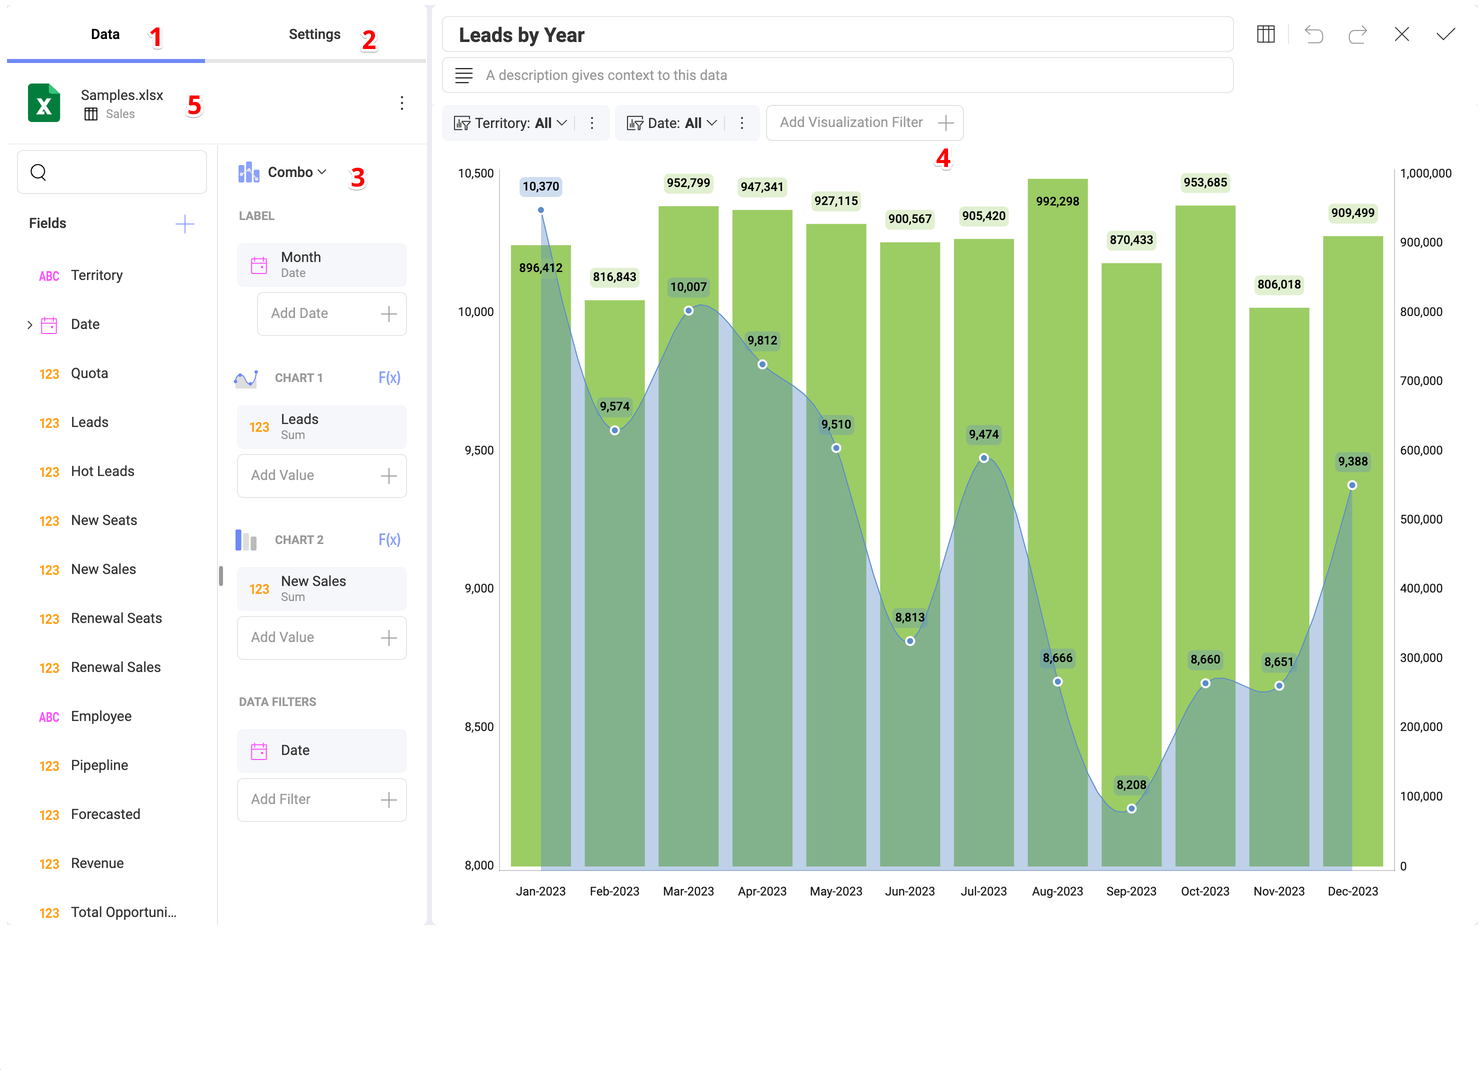 Data
1
Settings
2
Samples.xlsx
Sales
5
Fields
ABC Territory
Date
123 Quota
123 Leads
123 Hot Leads
123 New Seats
123 New Sales
123 Renewal Seats
123 Renewal Sales
ABC Employee
123 Pipepline
123 Forecasted
123 Revenue
123 Total Opportuni...
Combo
3
LABEL
Month
Date
Add Date
CHART 1 F(x)
123 Leads
Sum
Add Value
CHART 2 F(x)
123 New Sales
Sum
Add Value
DATA FILTERS
Date
Add Filter
Leads by Year
A description gives context to this data
Territory: All
Date: All
Add Visualization Filter
4
10,500
10,000
9,500
9,000
8,500
8,000
10,370
896,412
816,843
9,574
952,799
10,007
947,341
9,812
927,115
9,510
900,567
8,813
905,420
9,474
992,298
8,666
870,433
8,208
953,685
8,660
806,018
8,651
909,499
9,388
1,000,000
900,000
800,000
700,000
600,000
500,000
400,000
300,000
200,000
100,000
0
Jan-2023
Feb-2023
Mar-2023
Apr-2023
May-2023
Jun-2023
Jul-2023
Aug-2023
Sep-2023
Oct-2023
Nov-2023
Dec-2023